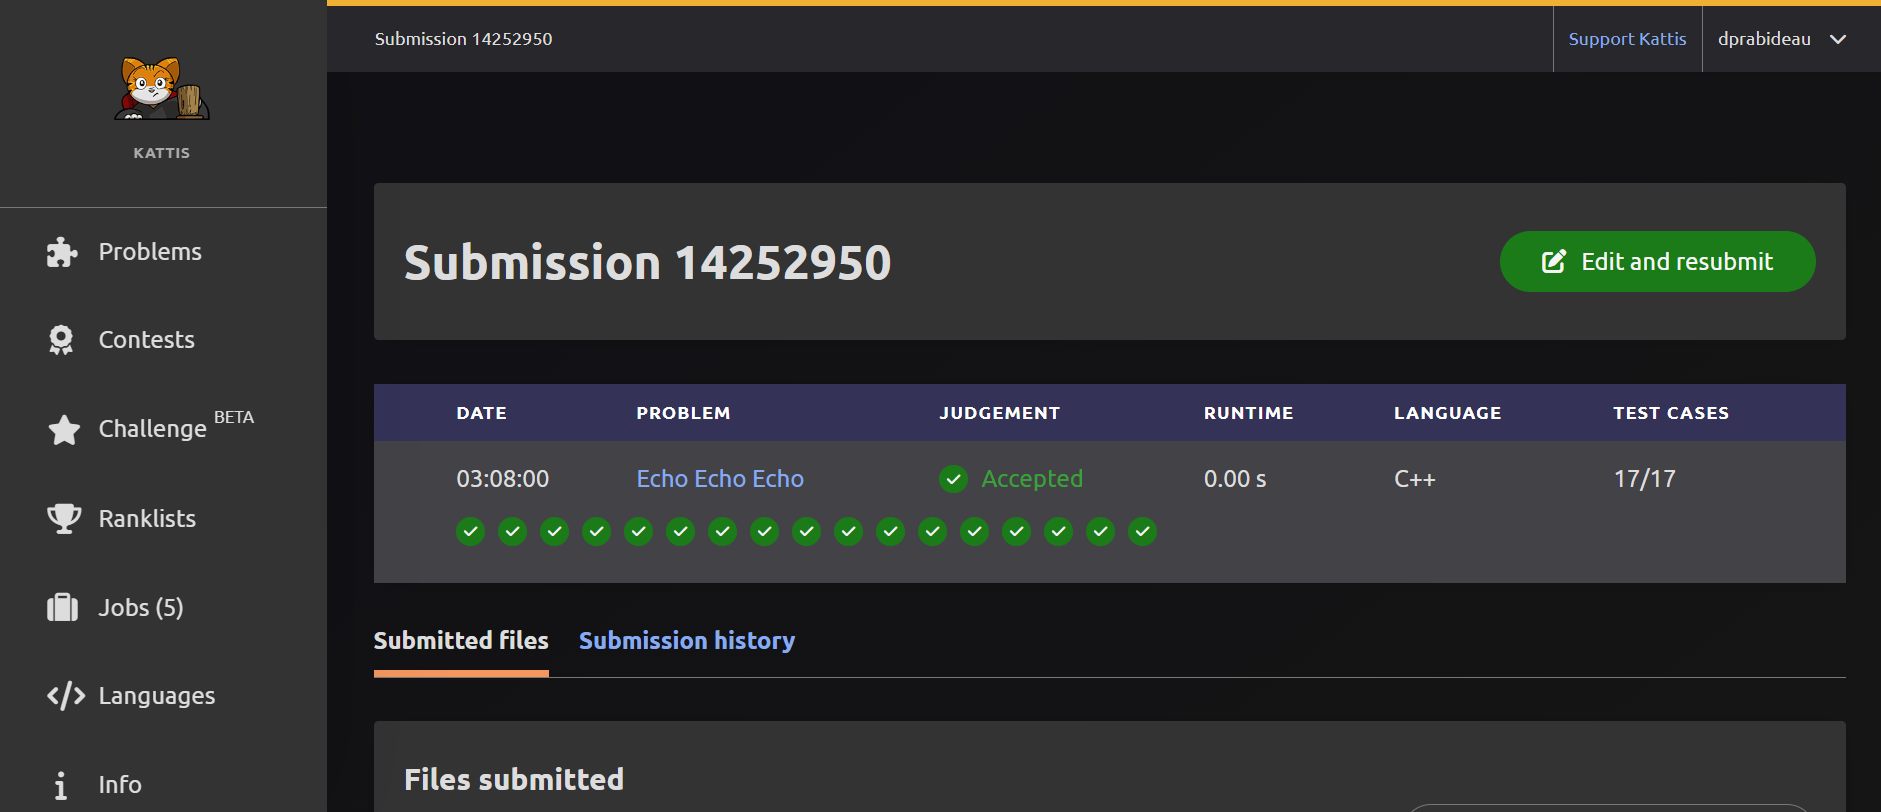 Submission 14252950
Support Kattis
dprabideau
KATTIS
Problems
Contests
Challenge BETA
Ranklists
Jobs (5)
Languages
Info
Submission 14252950
Edit and resubmit
DATE PROBLEM JUDGEMENT RUNTIME LANGUAGE TEST CASES
03:08:00 Echo Echo Echo Accepted 0.00 s C++ 17/17
Submitted files Submission history
Files submitted